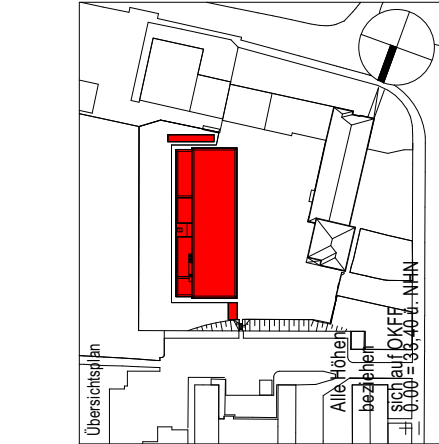 Übersichtsplan
Alle Höhen
beziehen
sich auf OKFF
± 0.00 = 33,40 ü. NHN